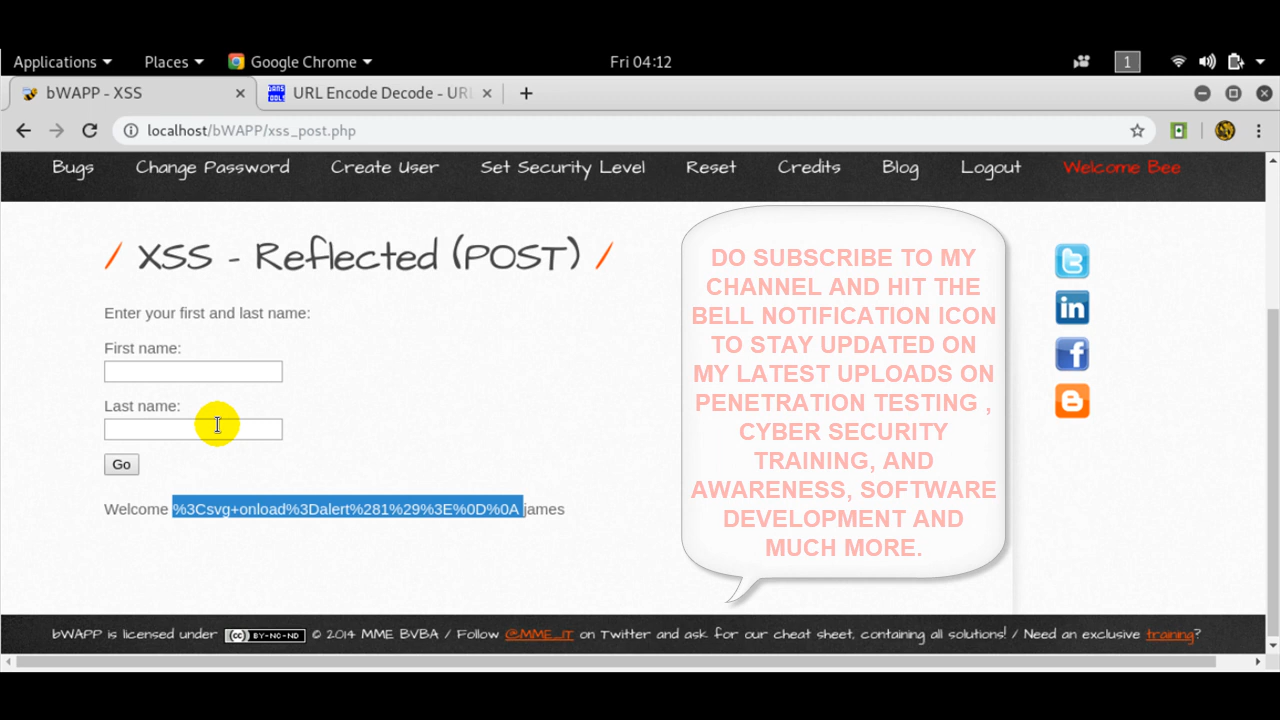 Applications Places Google Chrome Fri 04:12 1
bWAPP - XSS URL Encode Decode - URL
localhost/bWAPP/xss_post.php
Bugs Change Password Create User Set Security Level Reset Credits Blog Logout Welcome Bee
/ XSS - Reflected (POST) /
Enter your first and last name:
First name:
Last name:
Go
Welcome %3Csvg+onload%3Dalert%281%29%3E%0D%0A james
DO SUBSCRIBE TO MY
CHANNEL AND HIT THE
BELL NOTIFICATION ICON
TO STAY UPDATED ON
MY LATEST UPLOADS ON
PENETRATION TESTING ,
CYBER SECURITY
TRAINING, AND
AWARENESS, SOFTWARE
DEVELOPMENT AND
MUCH MORE.
bWAPP is licensed under (cc) BY-NC-ND © 2014 MME BVBA / Follow @MME_IT on Twitter and ask for our cheat sheet, containing all solutions! / Need an exclusive training?